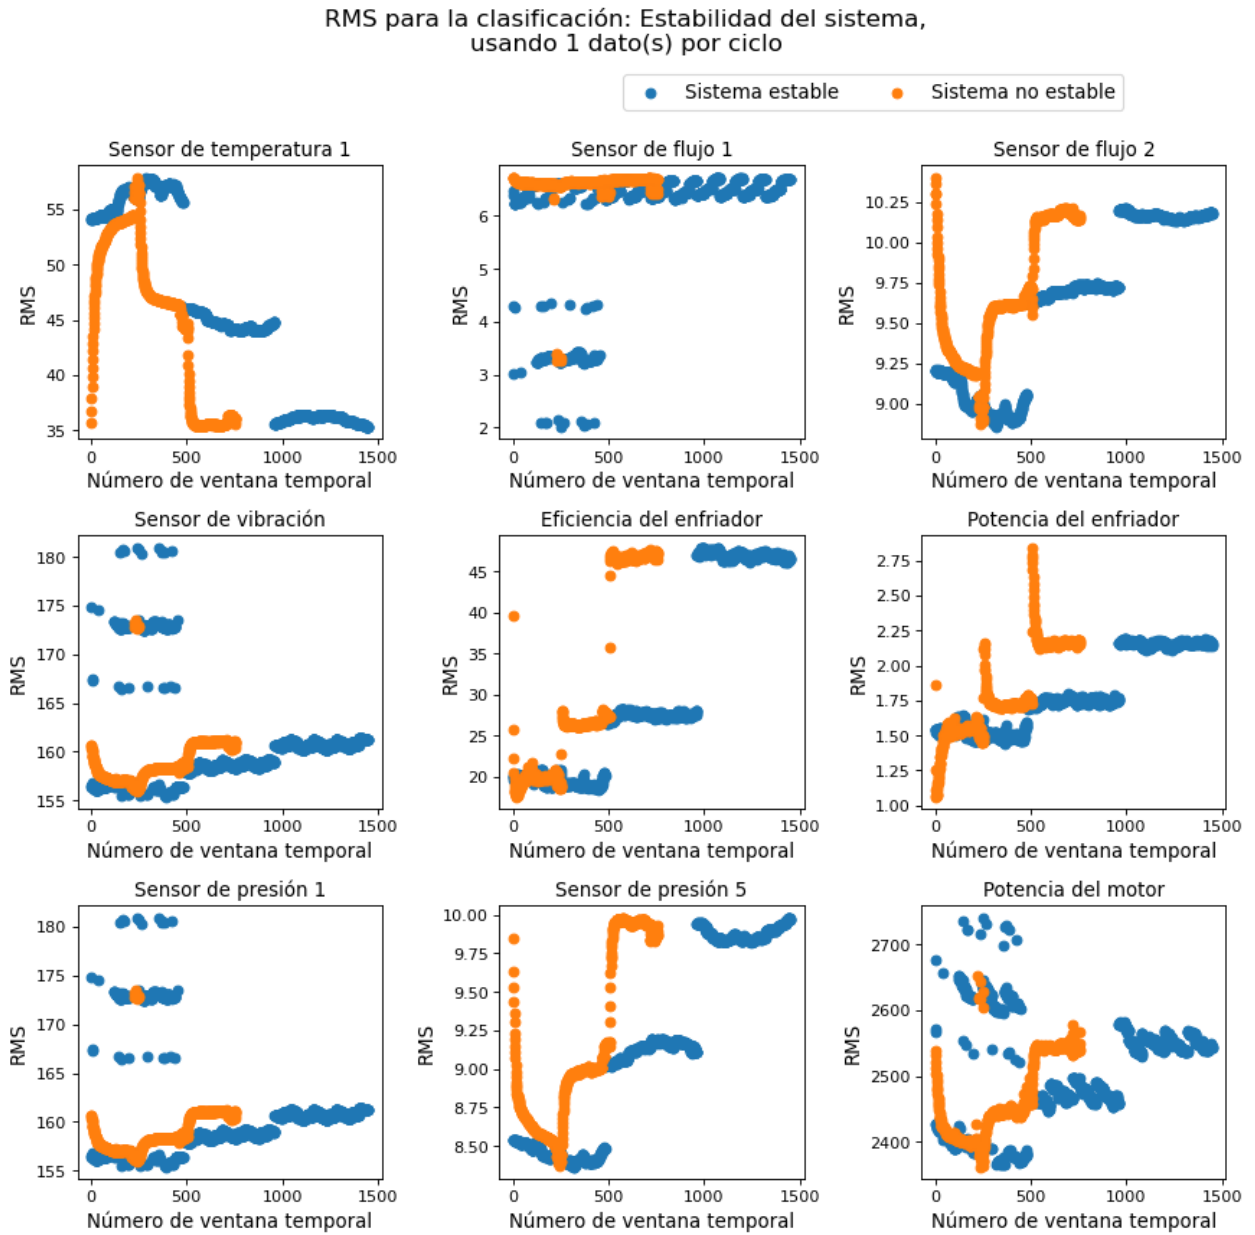 RMS para la clasificación: Estabilidad del sistema,
usando 1 dato(s) por ciclo
Sistema estable
Sistema no estable
Sensor de temperatura 1
55
50
45
40
35
RMS
0
500
1000
1500
Número de ventana temporal
Sensor de flujo 1
6
5
4
3
2
RMS
0
500
1000
1500
Número de ventana temporal
Sensor de flujo 2
10.25
10.00
9.75
9.50
9.25
9.00
RMS
0
500
1000
1500
Número de ventana temporal
Sensor de vibración
180
175
170
165
160
155
RMS
0
500
1000
1500
Número de ventana temporal
Eficiencia del enfriador
45
40
35
30
25
20
RMS
0
500
1000
1500
Número de ventana temporal
Potencia del enfriador
2.75
2.50
2.25
2.00
1.75
1.50
1.25
1.00
RMS
0
500
1000
1500
Número de ventana temporal
Sensor de presión 1
180
175
170
165
160
155
RMS
0
500
1000
1500
Número de ventana temporal
Sensor de presión 5
10.00
9.75
9.50
9.25
9.00
8.75
8.50
RMS
0
500
1000
1500
Número de ventana temporal
Potencia del motor
2700
2600
2500
2400
RMS
0
500
1000
1500
Número de ventana temporal